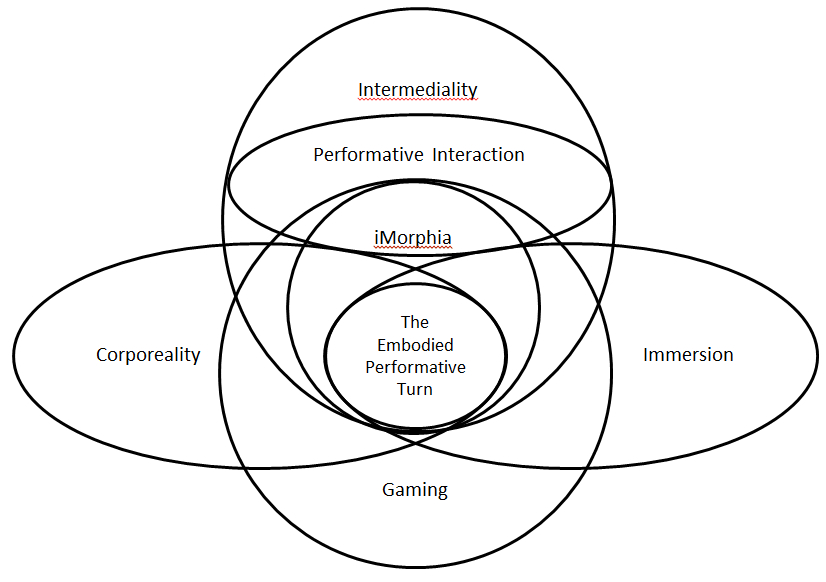 Intermediality
Performative Interaction
iMorphia
The
Embodied
Performative
Turn
Corporeality
Immersion
Gaming